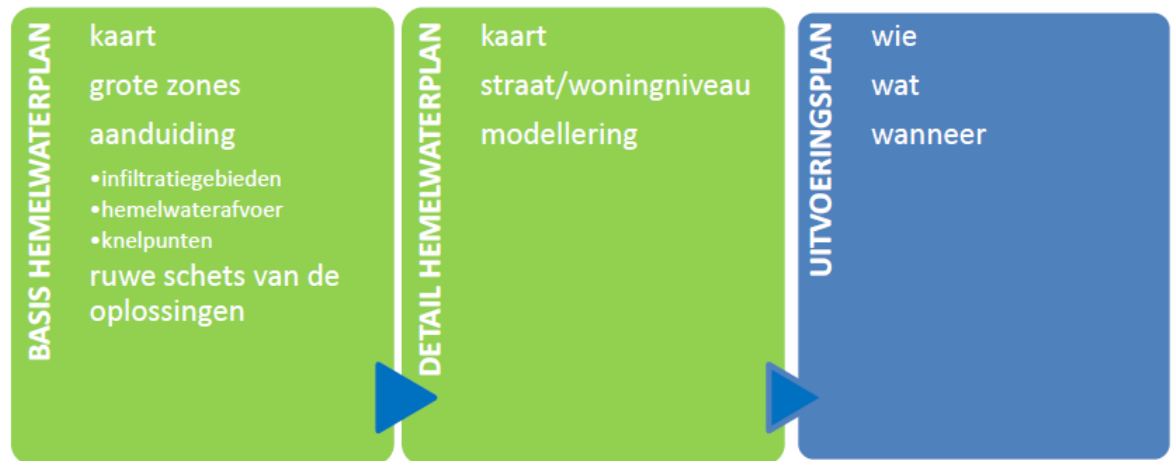 BASIS HEMELWATERPLAN
kaart
grote zones
aanduiding
•infiltratiegebieden
•hemelwaterafvoer
•knelpunten
ruwe schets van de
oplossingen
DETAIL HEMELWATERPLAN
kaart
straat/woningniveau
modellering
UITVOERINGSPLAN
wie
wat
wanneer